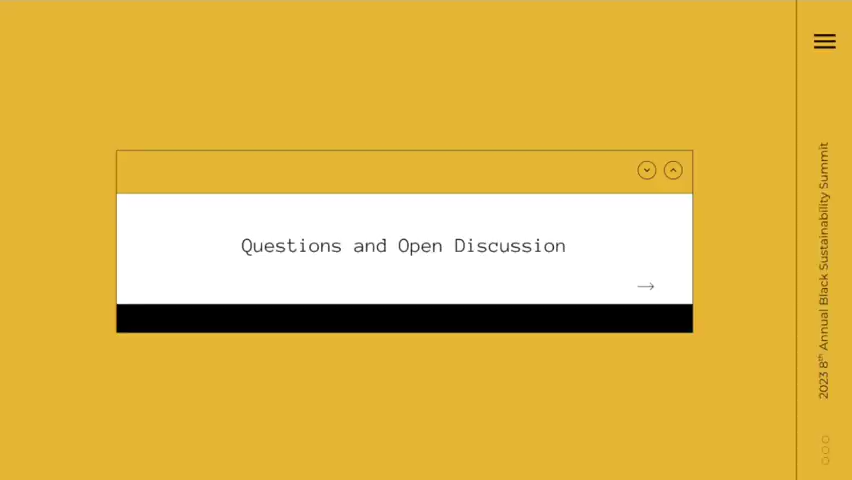 Questions and Open Discussion
2023 8th Annual Black Sustainability Summit